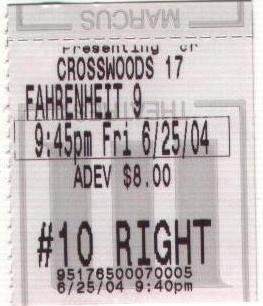 MARCUS
Presenting cr
CROSSWOODS 17
FAHRENHEIT 9
9:45pm Fri 6/25/04
ADEV $8.00
#10 RIGHT
95176500070005
6/25/04 9:40pm